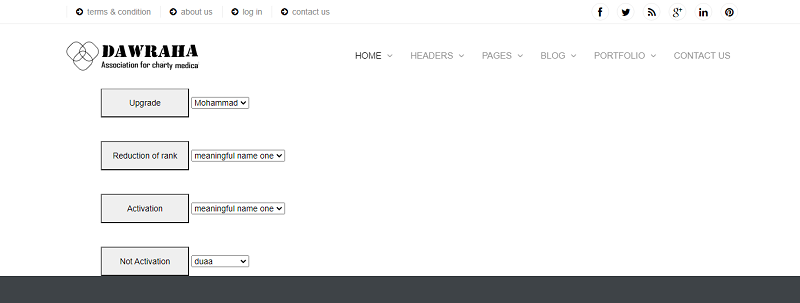 terms & condition about us log in contact us
DAWRAHA
Association for charty medica
HOME HEADERS PAGES BLOG PORTFOLIO CONTACT US
Upgrade Mohammad
Reduction of rank meaningful name one
Activation meaningful name one
Not Activation duaa